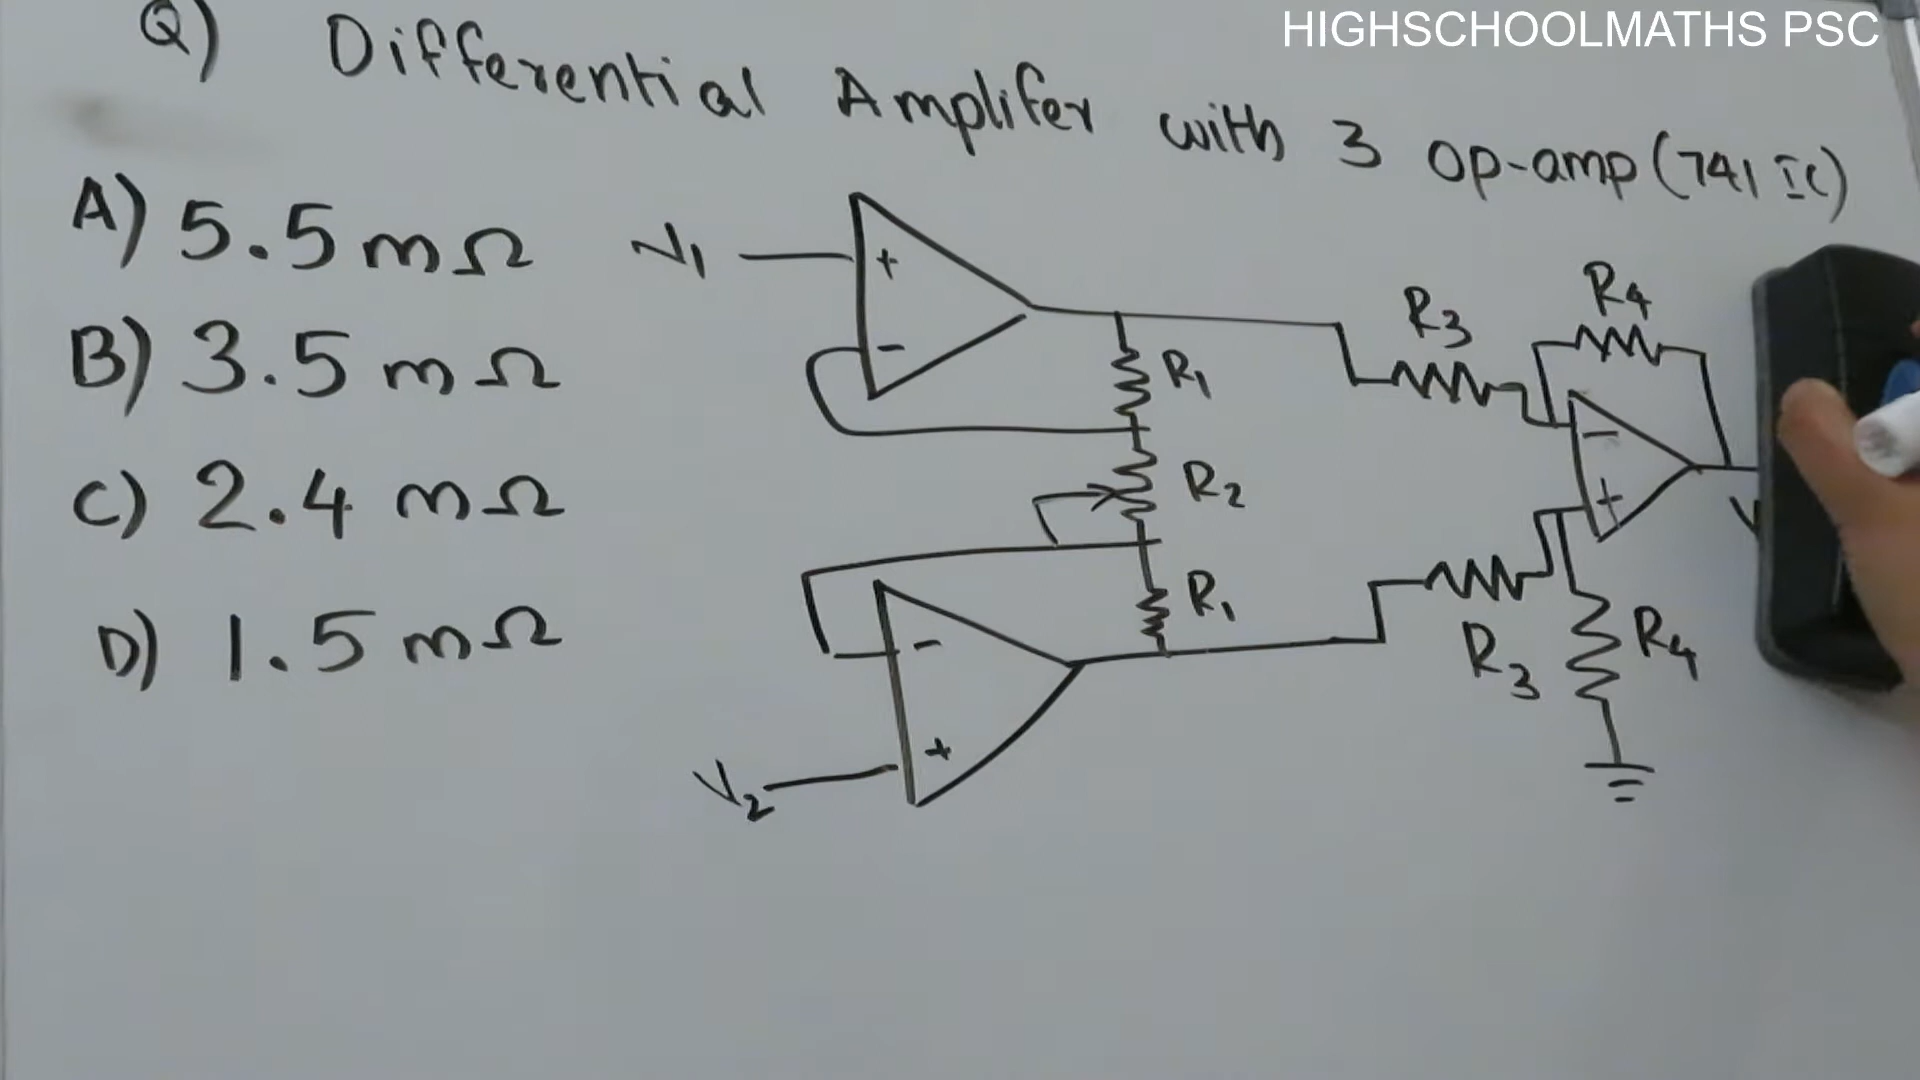 HIGHSCHOOLMATHS PSC
Q) Differential Amplifer with 3 Op-amp (741 IC)
A) 5.5 mΩ
B) 3.5 mΩ
C) 2.4 mΩ
D) 1.5 mΩ
V1
+
-
R1
R2
R1
-
+
V2
R3
R4
-
+
R3
R4
V